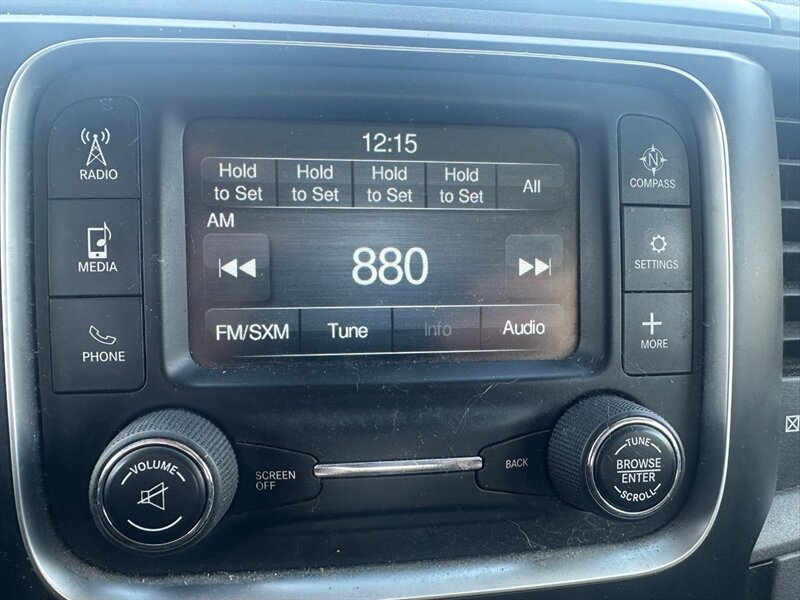 12:15
Hold to Set
Hold to Set
Hold to Set
Hold to Set
All
AM
880
FM/SXM
Tune
Info
Audio
RADIO
MEDIA
PHONE
N
COMPASS
SETTINGS
MORE
VOLUME
SCREEN OFF
BACK
TUNE
BROWSE
ENTER
SCROLL